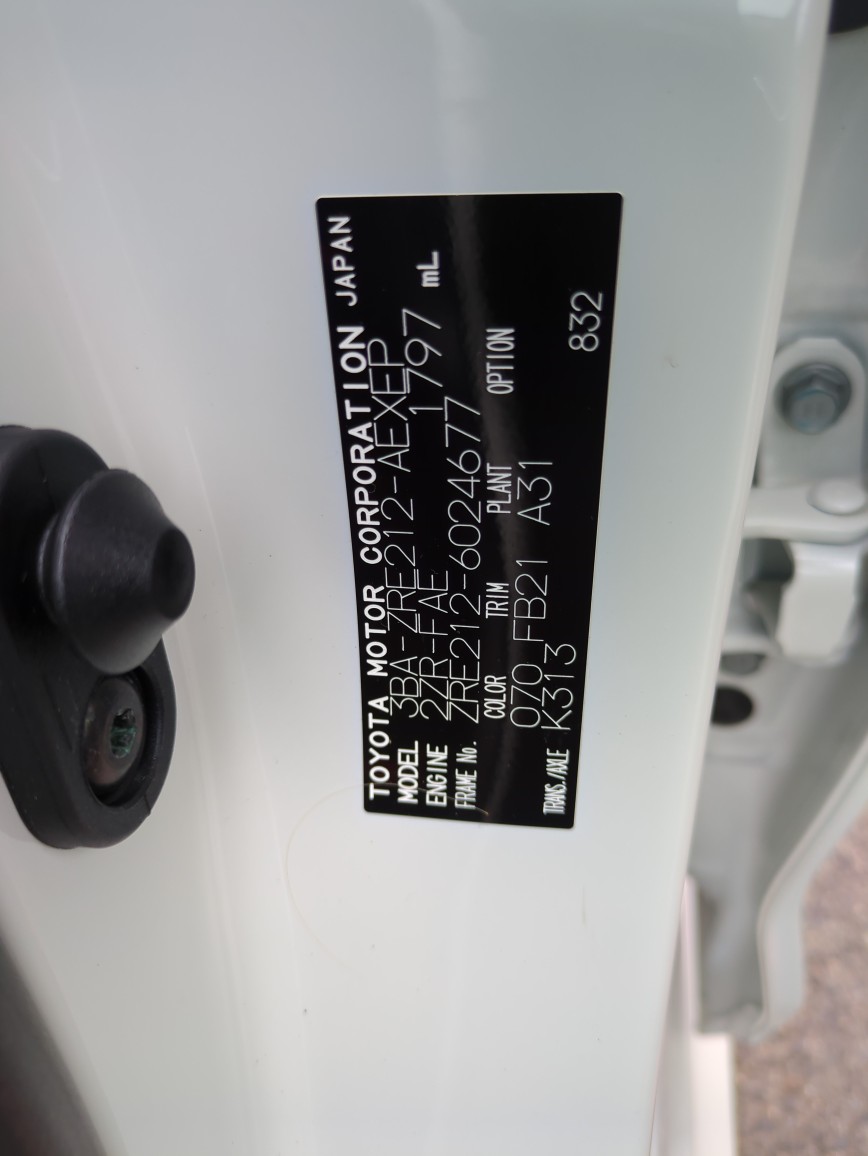 TOYOTA MOTOR CORPORATION JAPAN
MODEL 3BA-ZRE212-AEXEP
ENGINE 2ZR-FAE 1797 mL
FRAME No. ZRE212-6024677
COLOR TRIM PLANT OPTION
070 FB21 A31
TRANS./AXLE K313
832